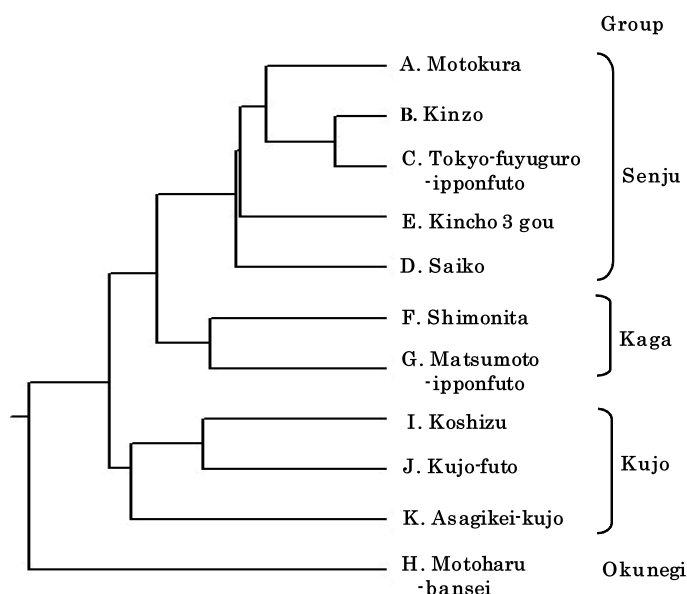 Group
A. Motokura
B. Kinzo
C. Tokyo-fuyuguro
-ipponfuto
Senju
E. Kincho 3 gou
D. Saiko
F. Shimonita
Kaga
G. Matsumoto
-ipponfuto
I. Koshizu
J. Kujo-futo
Kujo
K. Asagikei-kujo
H. Motoharu
-bansei
Okunegi